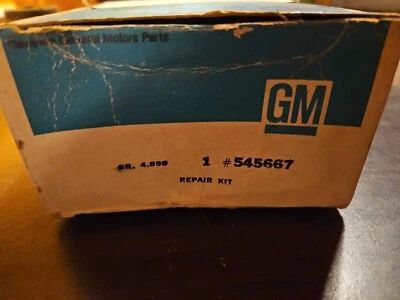 General Motors Parts
GM
GR. 4.898 1 #545667
REPAIR KIT